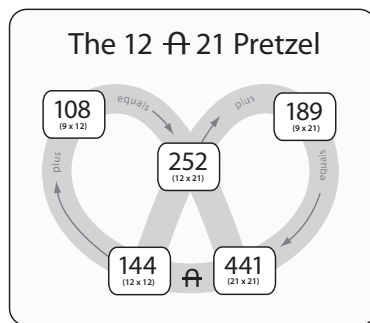 The 12 A 21 Pretzel
108
(9 x 12)
equals
plus
189
(9 x 21)
252
(12 x 21)
plus
equals
144
(12 x 12)
A
441
(21 x 21)